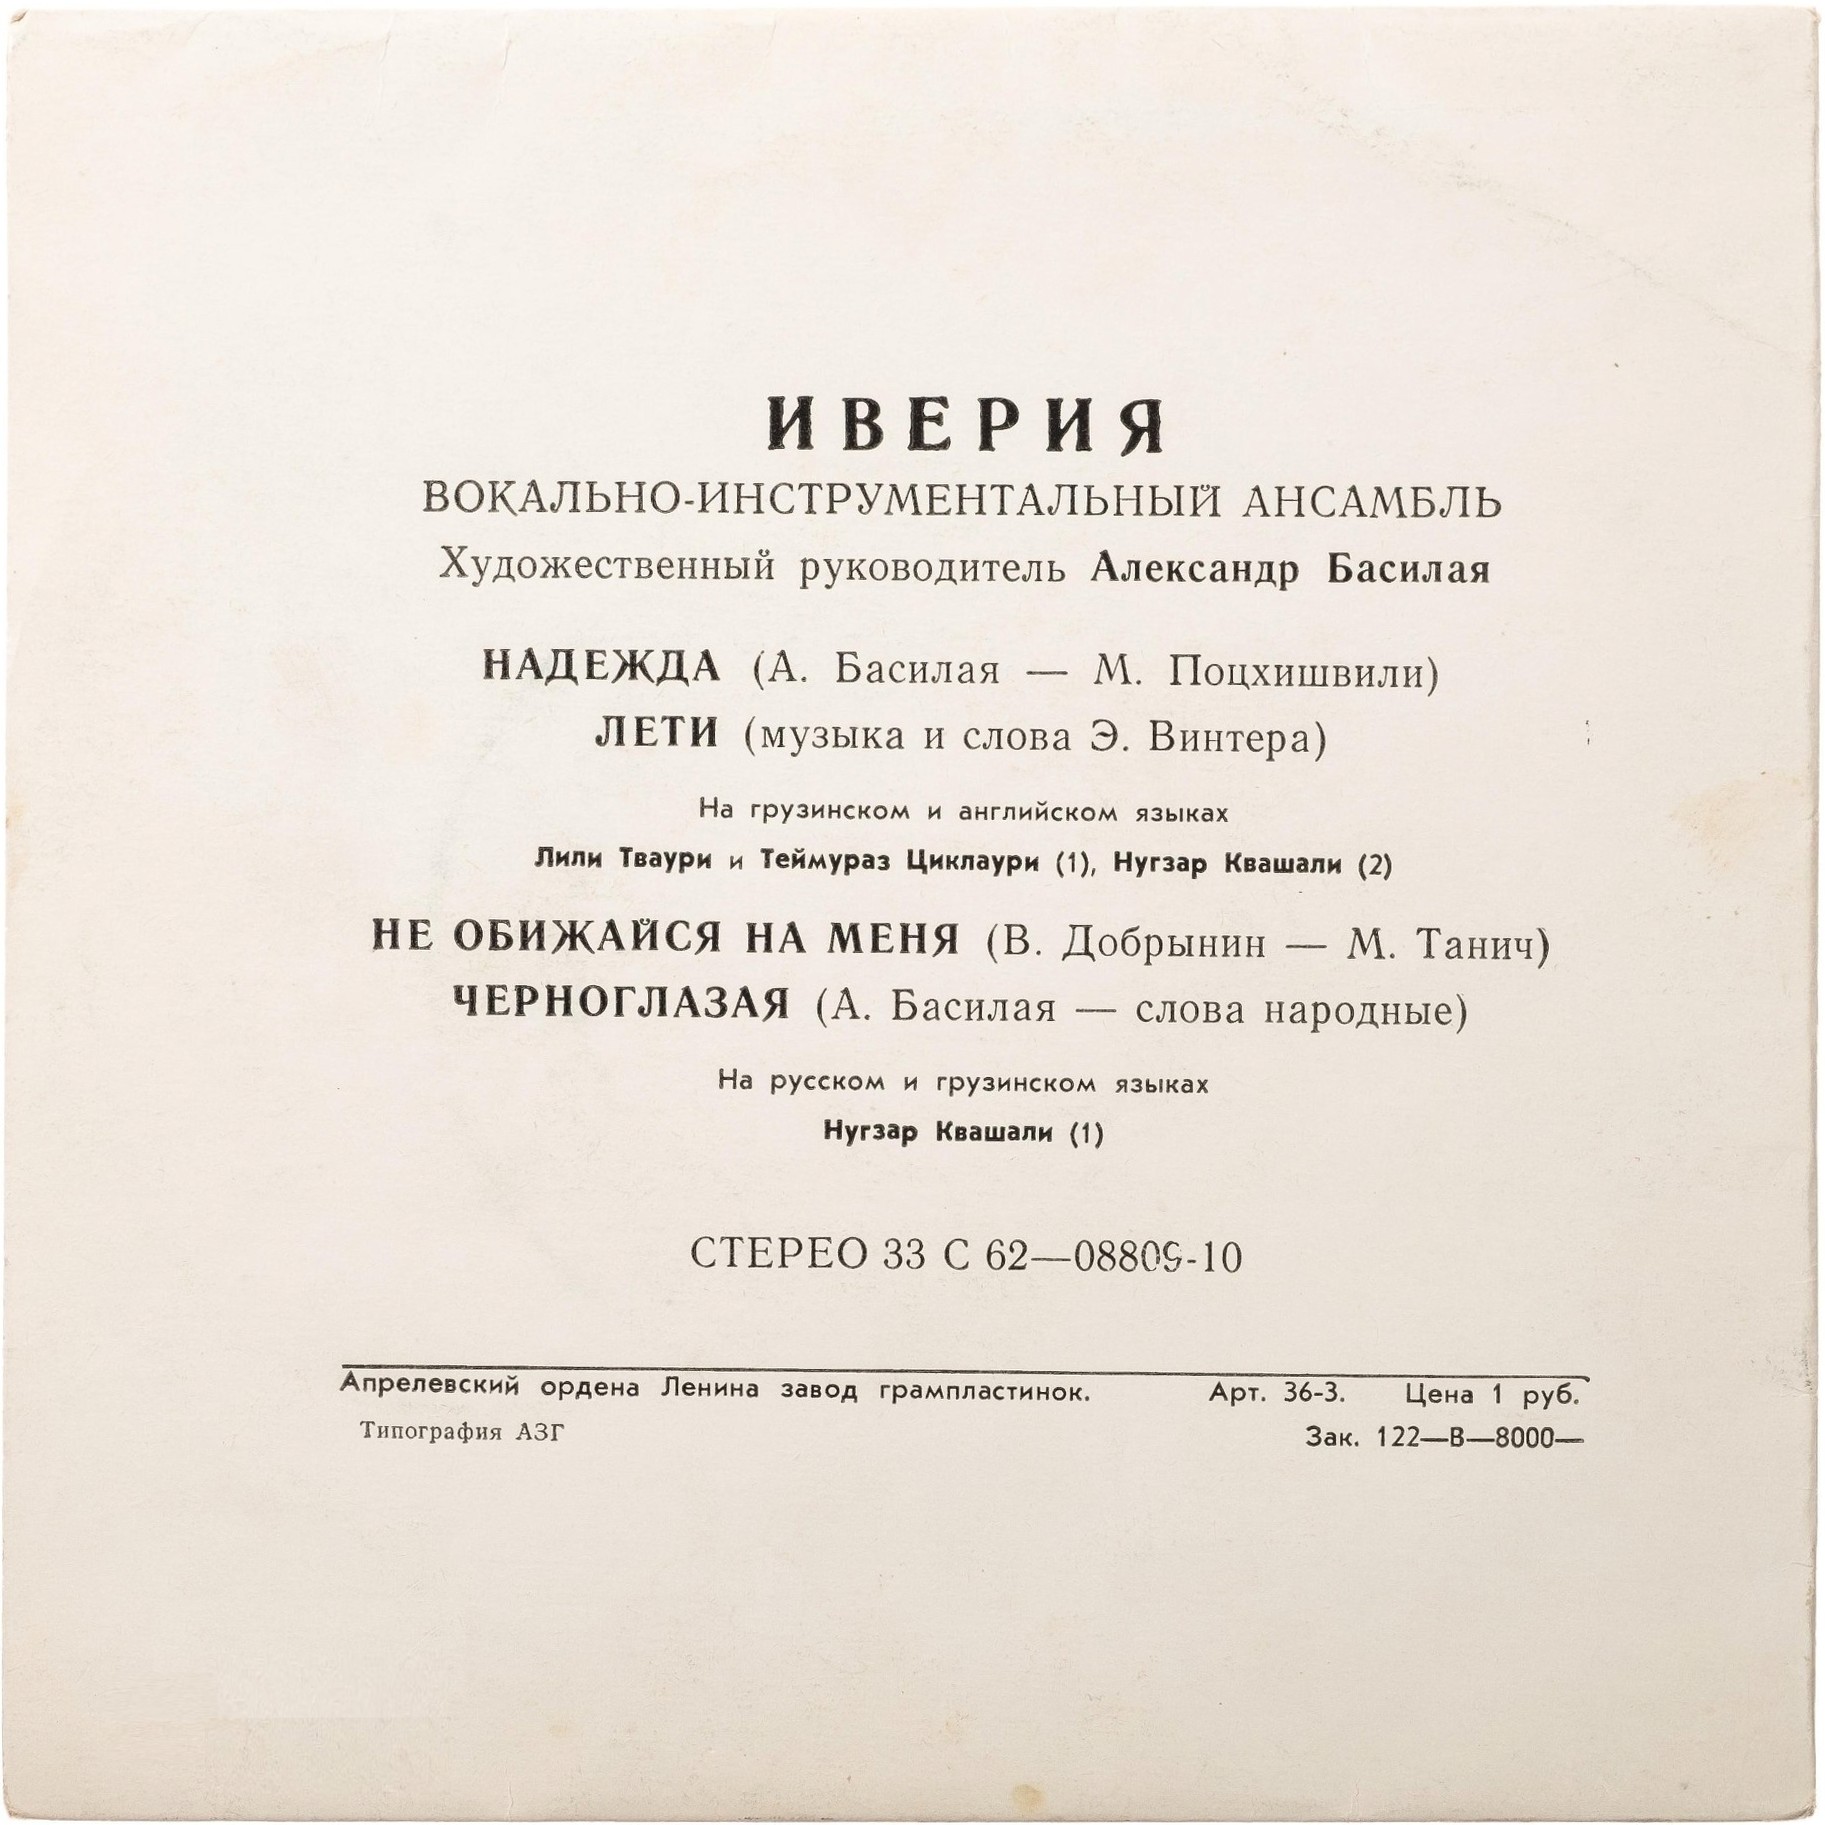 ИВЕРИЯ
ВОКАЛЬНО-ИНСТРУМЕНТАЛЬНЫЙ АНСАМБЛЬ
Художественный руководитель Александр Басилая
НАДЕЖДА (А. Басилая — М. Поцхишвили)
ЛЕТИ (музыка и слова Э. Винтера)
На грузинском и английском языках
Лили Тваури и Теймураз Циклаури (1), Нугзар Квашали (2)
НЕ ОБИЖАЙСЯ НА МЕНЯ (В. Добрынин — М. Танич)
ЧЕРНОГЛАЗАЯ (А. Басилая — слова народные)
На русском и грузинском языках
Нугзар Квашали (1)
СТЕРЕО 33 С 62—08809-10
Апрелевский ордена Ленина завод грампластинок. Арт. 36-3. Цена 1 руб.
Типография АЗГ Зак. 122—В—8000—